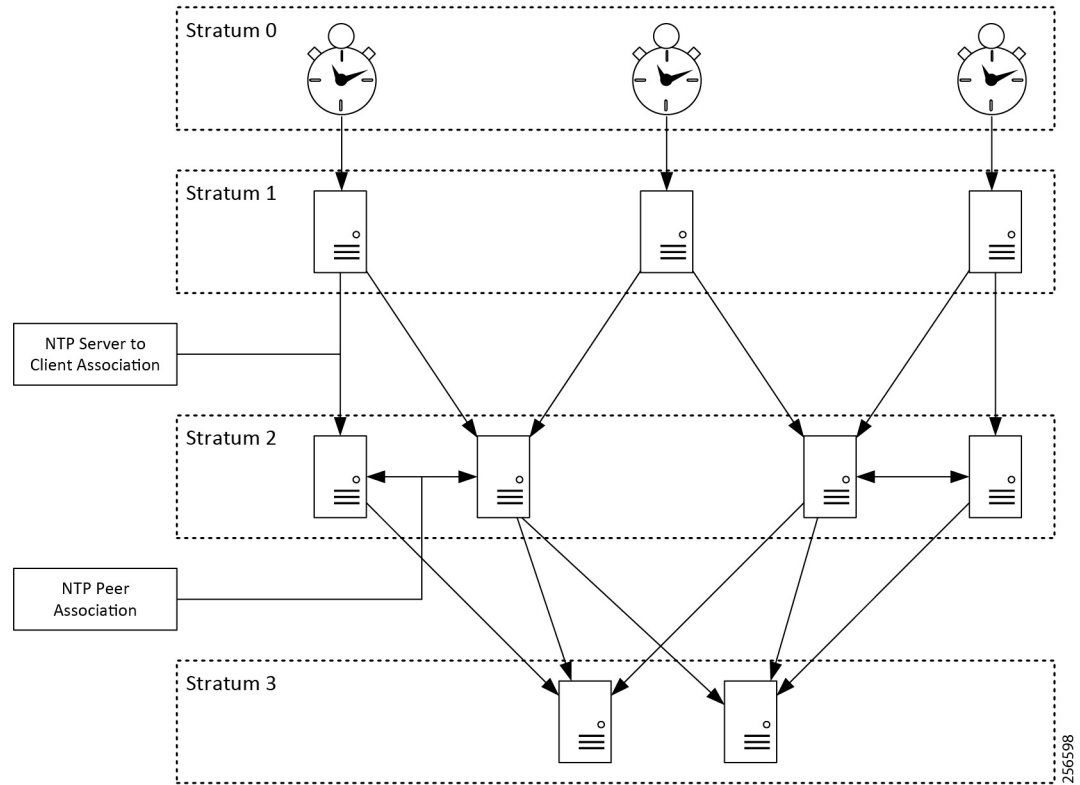 Stratum 0
Stratum 1
NTP Server to
Client Association
Stratum 2
NTP Peer
Association
Stratum 3
256598